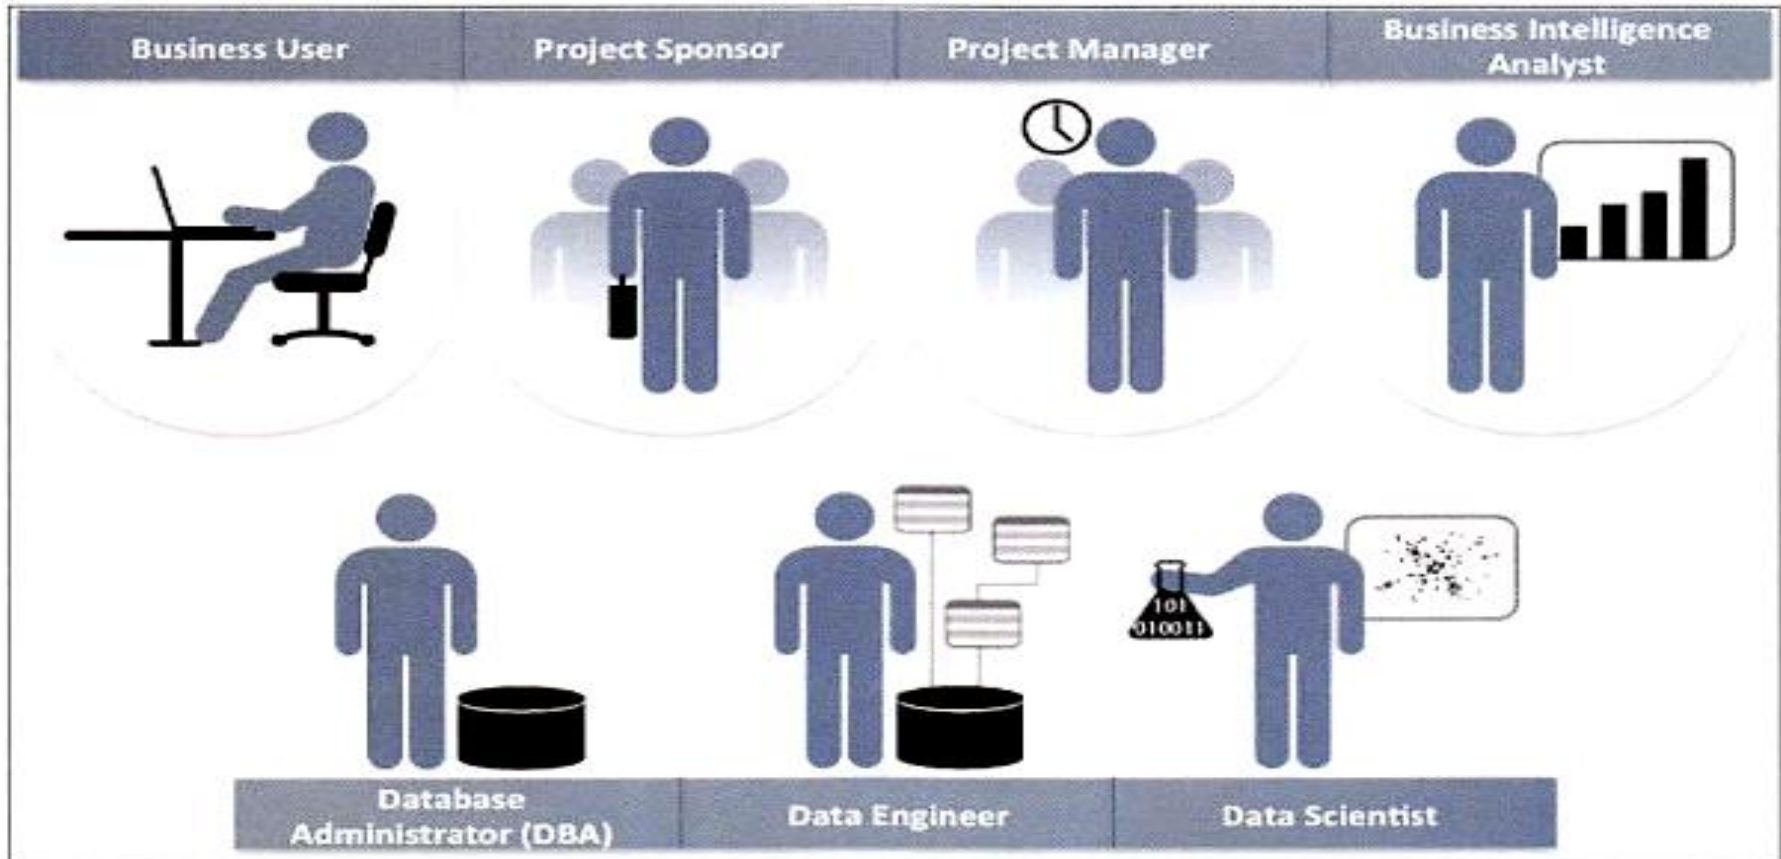 Business User
Project Sponsor
Project Manager
Business Intelligence
Analyst
101
010011
Database
Administrator (DBA)
Data Engineer
Data Scientist